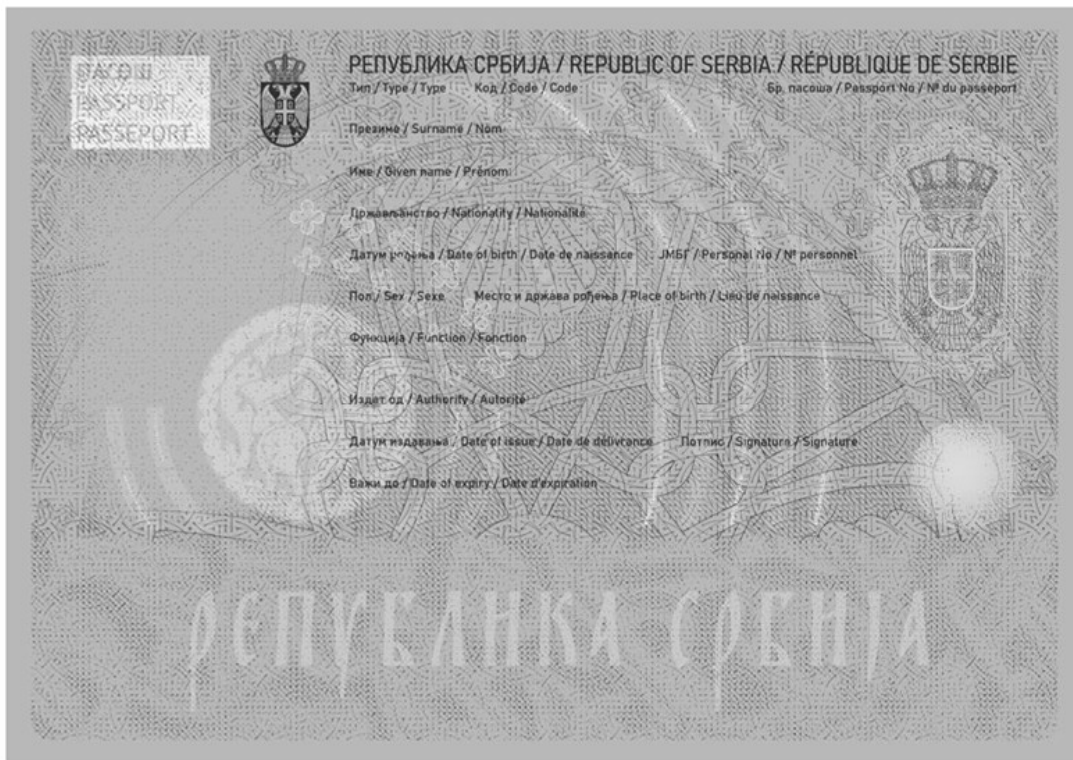 ПАСОШ
PASSPORT
PASSEPORT
РЕПУБЛИКА СРБИЈА / REPUBLIC OF SERBIA / RÉPUBLIQUE DE SERBIE
Тип / Type / Type Код / Code / Code Бр. пасоша / Passport No / Nº du passeport
Презиме / Surname / Nom
Име / Given name / Prénom
Држављанство / Nationality / Nationalité
Датум рођења / Date of birth / Date de naissance ЈМБГ / Personal No / Nº personnel
Пол / Sex / Sexe Место и држава рођења / Place of birth / Lieu de naissance
Функција / Function / Fonction
Издат од / Authority / Autorité
Датум издавања / Date of issue / Date de délivrance Потпис / Signature / Signature
Важи до / Date of expiry / Date d'expiration
РЕПУБЛИКА СРБИЈА